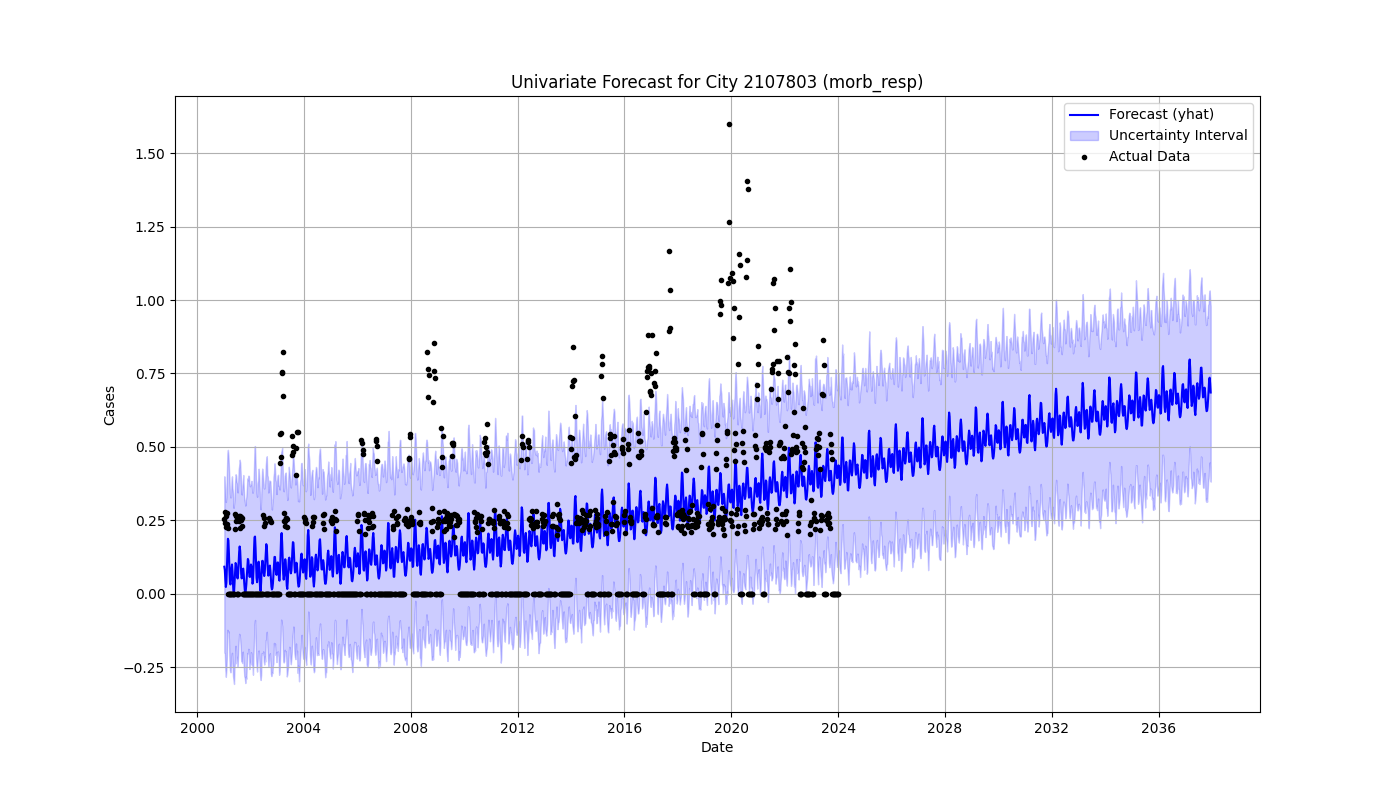 Univariate Forecast for City 2107803 (morb_resp)
Forecast (yhat)
Uncertainty Interval
Actual Data
Cases
1.50
1.25
1.00
0.75
0.50
0.25
0.00
−0.25
2000 2004 2008 2012 2016 2020 2024 2028 2032 2036
Date